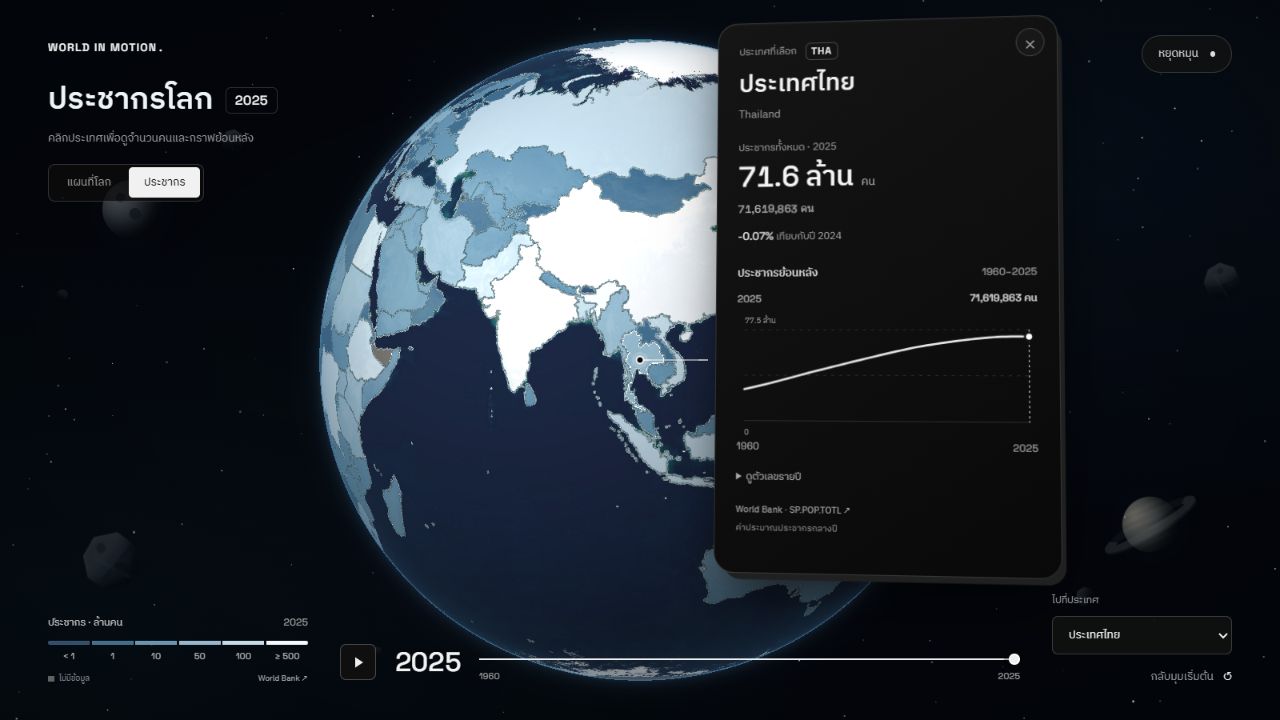 WORLD IN MOTION.
ประชากรโลก 2025
คลิกประเทศเพื่อดูจำนวนคนและกราฟย้อนหลัง
แผนที่โลก ประชากร
ประเทศที่เลือก THA
ประเทศไทย
Thailand
ประชากรทั้งหมด · 2025
71.6 ล้าน คน
71,619,863 คน
-0.07% เทียบกับปี 2024
ประชากรย้อนหลัง 1960–2025
2025 71,619,863 คน
77.5 ล้าน
0
1960 2025
▶ ดูตัวเลขรายปี
World Bank · SP.POP.TOTL ↗
ค่าประมาณประชากรกลางปี
หยุดหมุน
ประชากร · ล้านคน 2025
< 1 1 10 50 100 ≥ 500
ไม่มีข้อมูล World Bank ↗
2025
1960 2025
ไปที่ประเทศ
ประเทศไทย
กลับมุมเริ่มต้น ↺